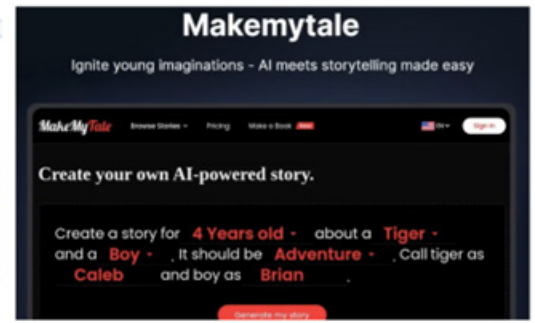 Makemytale
Ignite young imaginations - AI meets storytelling made easy
MakeMyTale Browse Stories Pricing Make a Book New EN Sign in
Create your own AI-powered story.
Create a story for 4 Years old about a Tiger
and a Boy , It should be Adventure , Call tiger as
Caleb and boy as Brian .
Generate my story